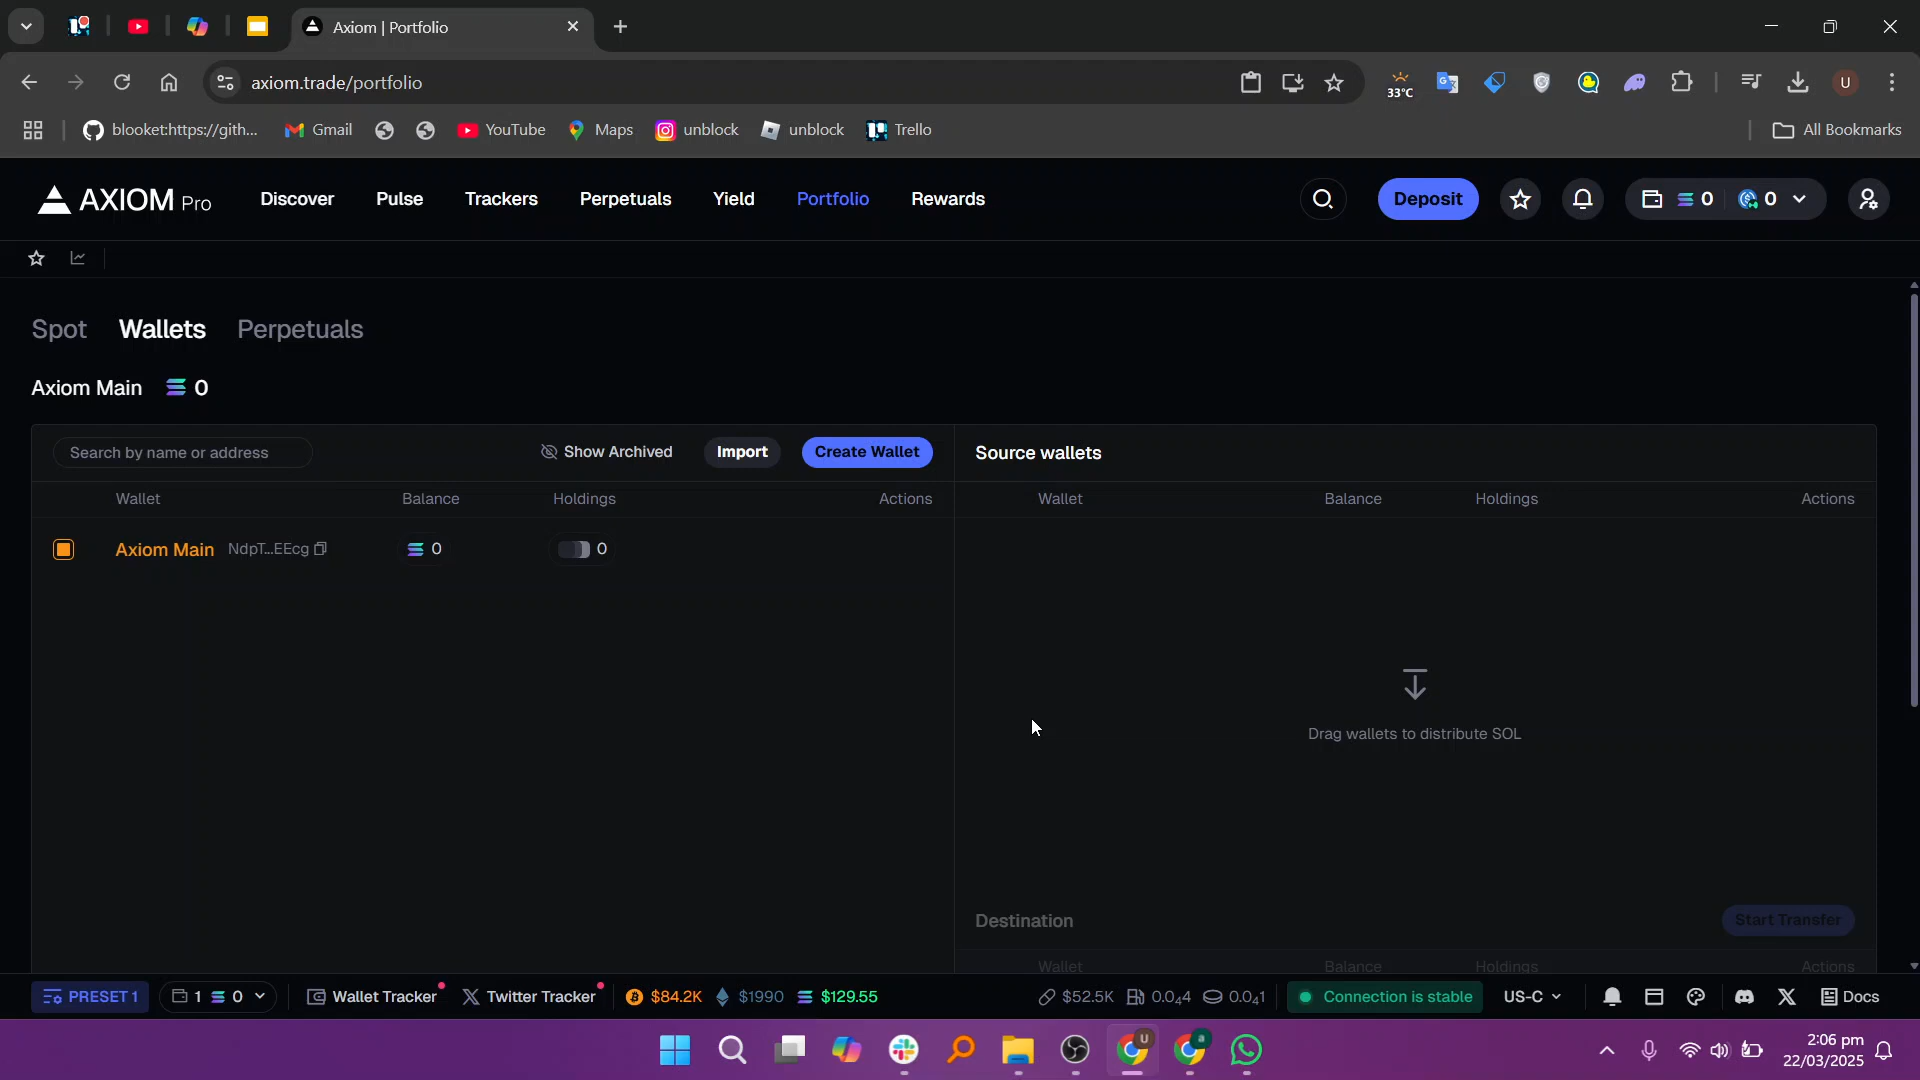 Axiom | Portfolio
axiom.trade/portfolio
33°C
U
blooket:https://gith...
Gmail
YouTube
Maps
unblock
unblock
Trello
All Bookmarks
AXIOM Pro
Discover
Pulse
Trackers
Perpetuals
Yield
Portfolio
Rewards
Deposit
0
0
Spot
Wallets
Perpetuals
Axiom Main
0
Search by name or address
Show Archived
Import
Create Wallet
Source wallets
Wallet
Balance
Holdings
Actions
Wallet
Balance
Holdings
Actions
Axiom Main
NdpT...EEcg
0
0
Drag wallets to distribute SOL
Destination
Start Transfer
Wallet
Balance
Holdings
Actions
PRESET 1
1
0
Wallet Tracker
Twitter Tracker
$84.2K
$1990
$129.55
$52.5K
0.0₄4
0.0₄1
Connection is stable
US-C
Docs
U
a
2:06 pm
22/03/2025